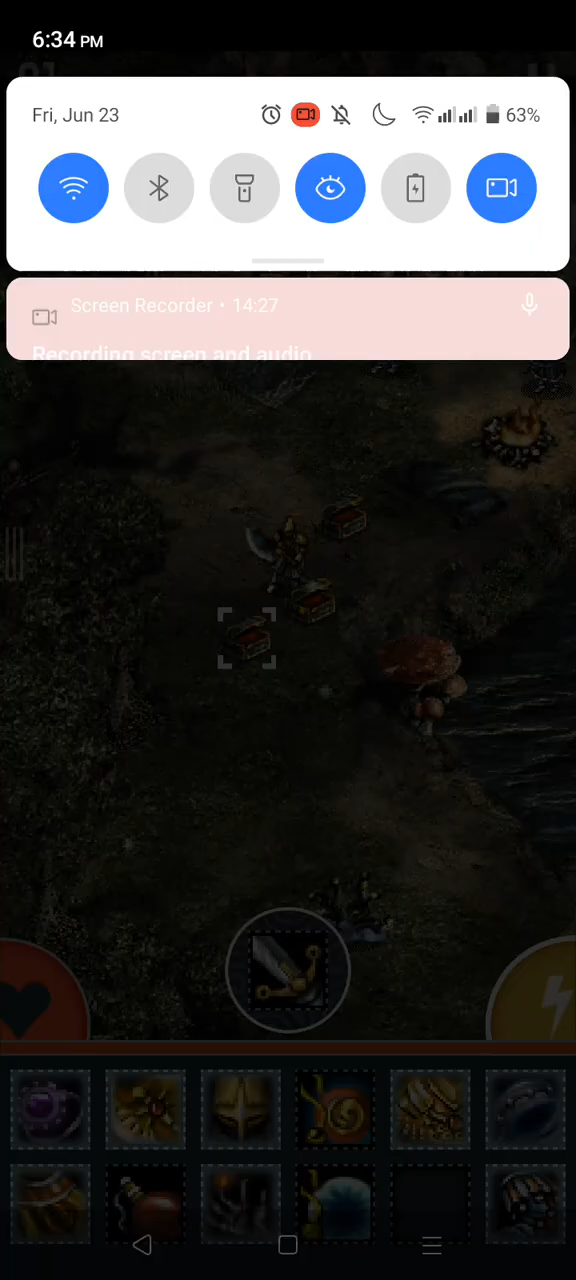 6:34 PM
Fri, Jun 23
63%
Screen Recorder • 14:27
Recording screen and audio